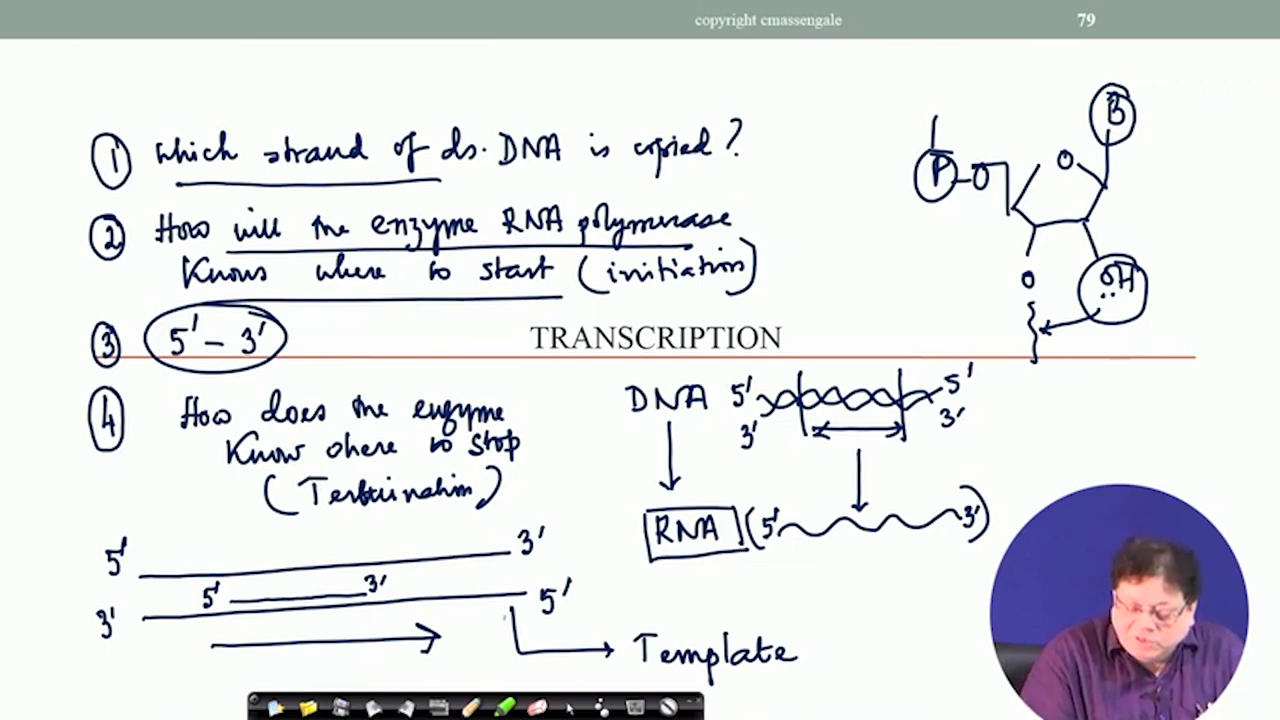 copyright cmassengale
79
① Which strand of ds. DNA is copied?
② How will the enzyme RNA polymerase
Knows where to start (initiation)
③ 5' - 3'
TRANSCRIPTION
④ How does the enzyme
Know where to stop
(Termination)
B
P-O
O
O
OH
DNA 5' 5'
3' 3'
RNA (5' 3')
5' 3'
5' 3'
3' 5'
Template